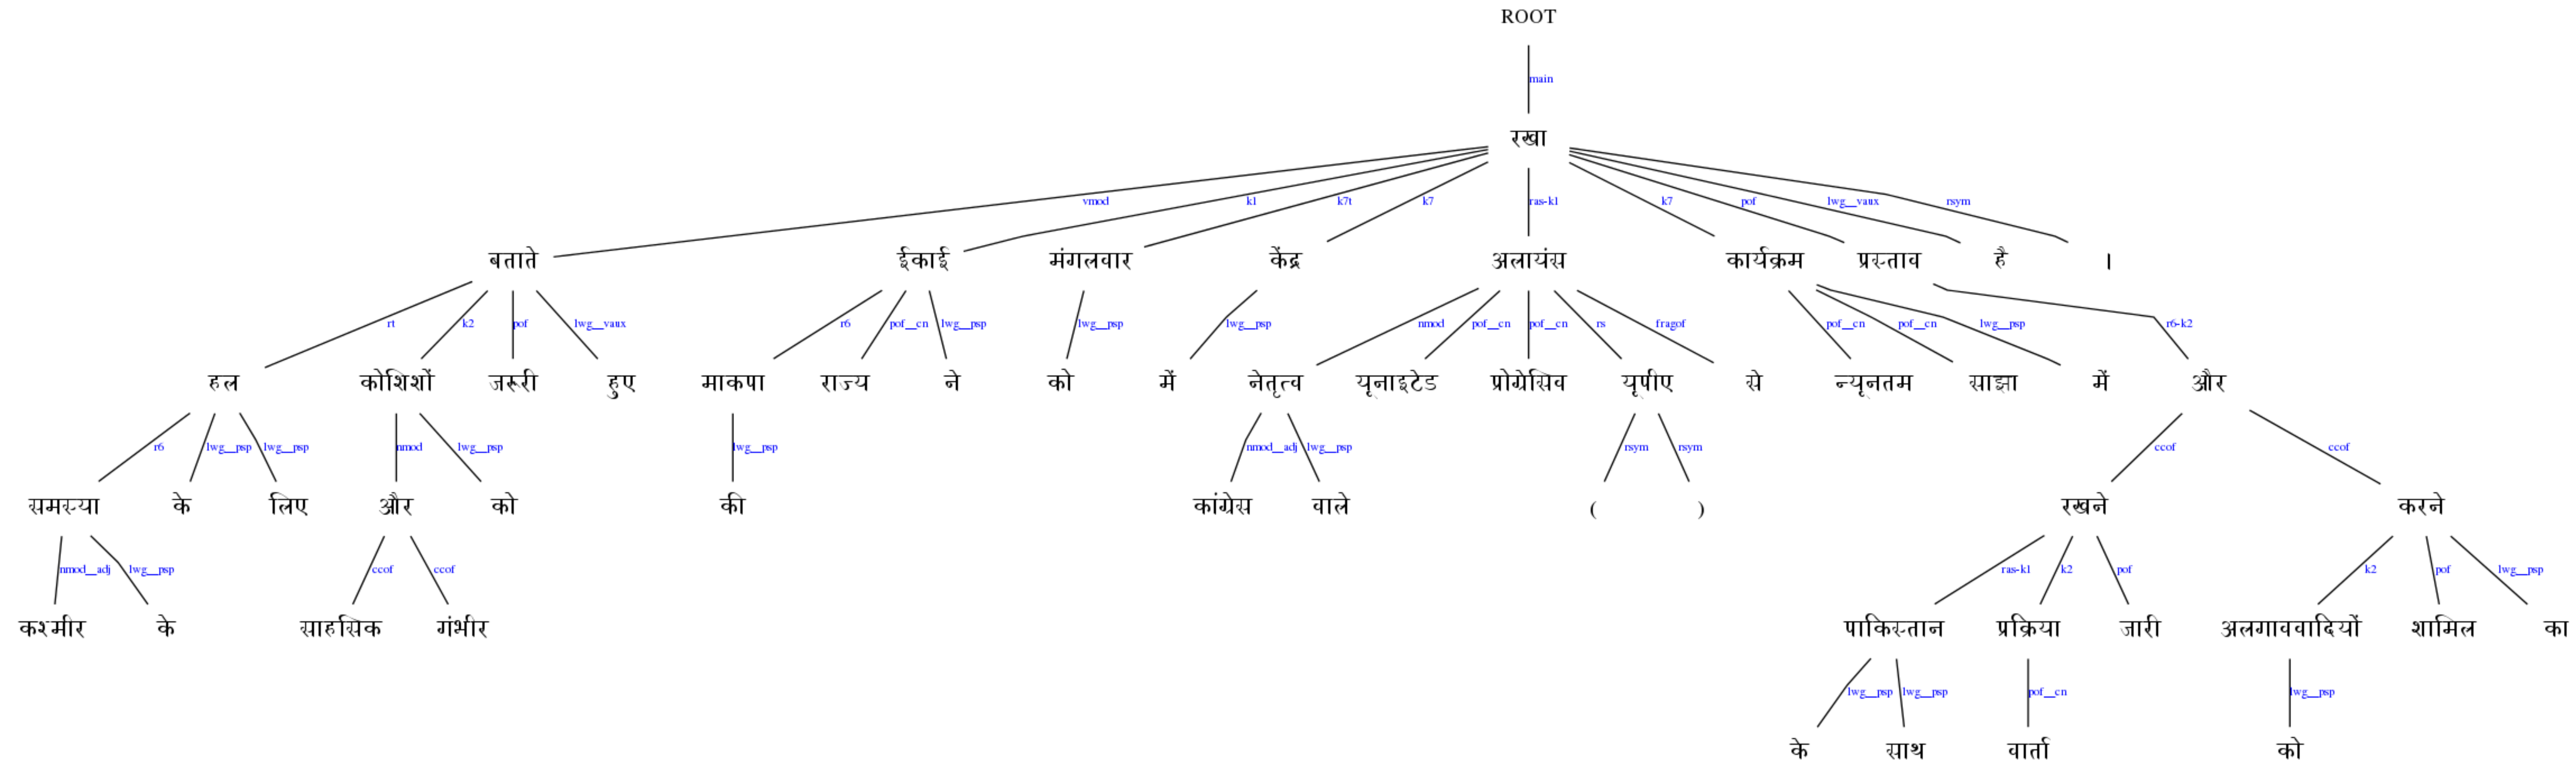 ROOT
main
रखा
vmod k1 k7t k7 ras-k1 k7 pof lwg__vaux rsym
बताते ईकाई मंगलवार केंद्र अलायंस कार्यक्रम प्रस्ताव है ।
rt k2 pof lwg__vaux r6 pof__cn lwg__psp lwg__psp lwg__psp nmod pof__cn pof__cn rs fragof pof__cn pof__cn lwg__psp r6-k2
हल कोशिशों जरूरी हुए माकपा राज्य ने को में नेतृत्व यूनाइटेड प्रोग्रेसिव यूपीए से न्यूनतम साझा में और
r6 lwg__psp lwg__psp nmod lwg__psp lwg__psp nmod__adj lwg__psp rsym rsym ccof ccof
समस्या के लिए और को की कांग्रेस वाले ( ) रखने करने
nmod__adj lwg__psp ccof ccof ras-k1 k2 pof k2 pof lwg__psp
कश्मीर के साहसिक गंभीर पाकिस्तान प्रक्रिया जारी अलगाववादियों शामिल का
lwg__psp lwg__psp pof__cn lwg__psp
के साथ वार्ता को